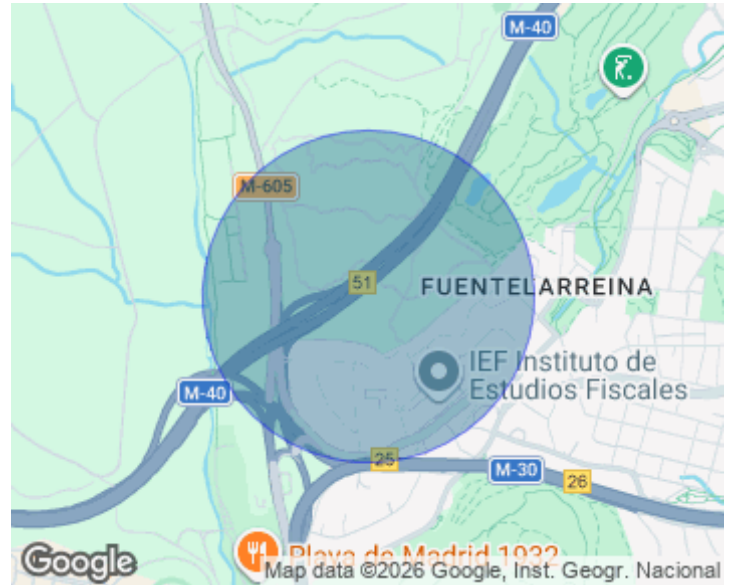 M-40
M-605
51
FUENTELARREINA
IEF Instituto de
Estudios Fiscales
M-40
25
M-30
26
Playa de Madrid 1932
Google
Map data ©2026 Google, Inst. Geogr. Nacional